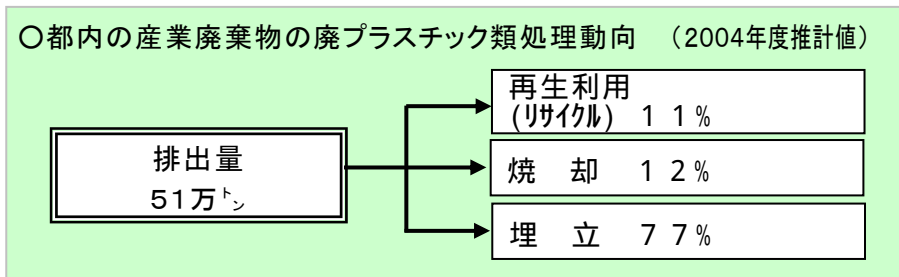 〇都内の産業廃棄物の廃プラスチック類処理動向 （2004年度推計値）
排出量
51万㌧
再生利用
(ﾘｻｲｸﾙ) １１％
焼 却 １２％
埋 立 ７７％